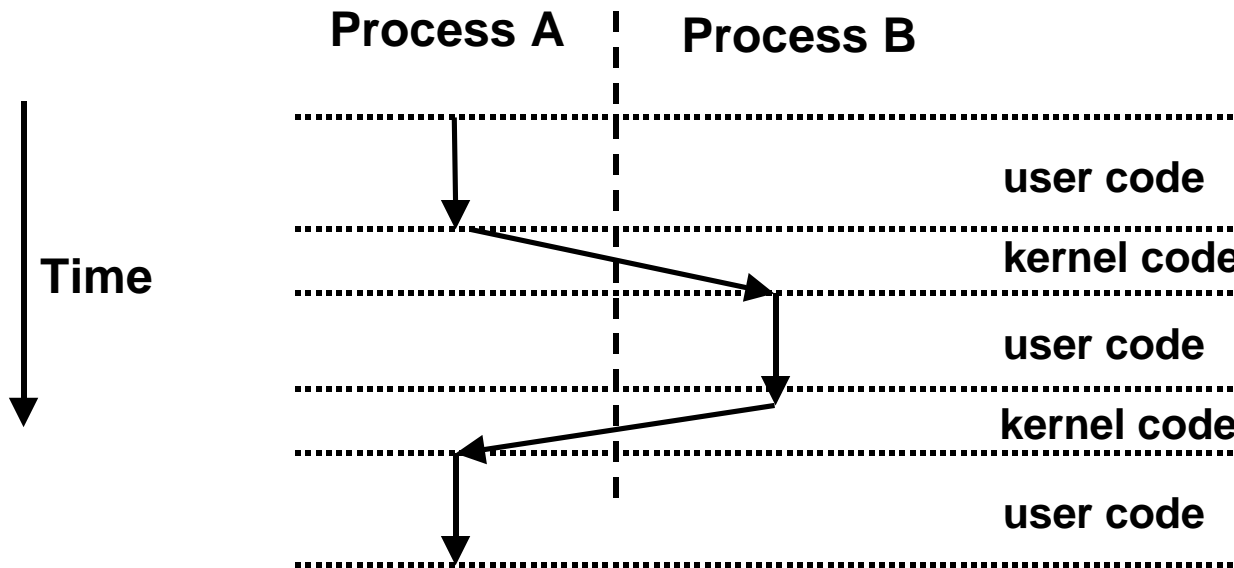 Process A
Process B
user code
kernel code
Time
user code
kernel code
user code